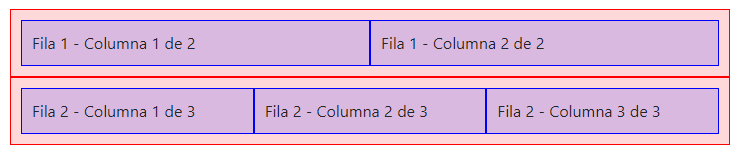 Fila 1 - Columna 1 de 2
Fila 1 - Columna 2 de 2
Fila 2 - Columna 1 de 3
Fila 2 - Columna 2 de 3
Fila 2 - Columna 3 de 3